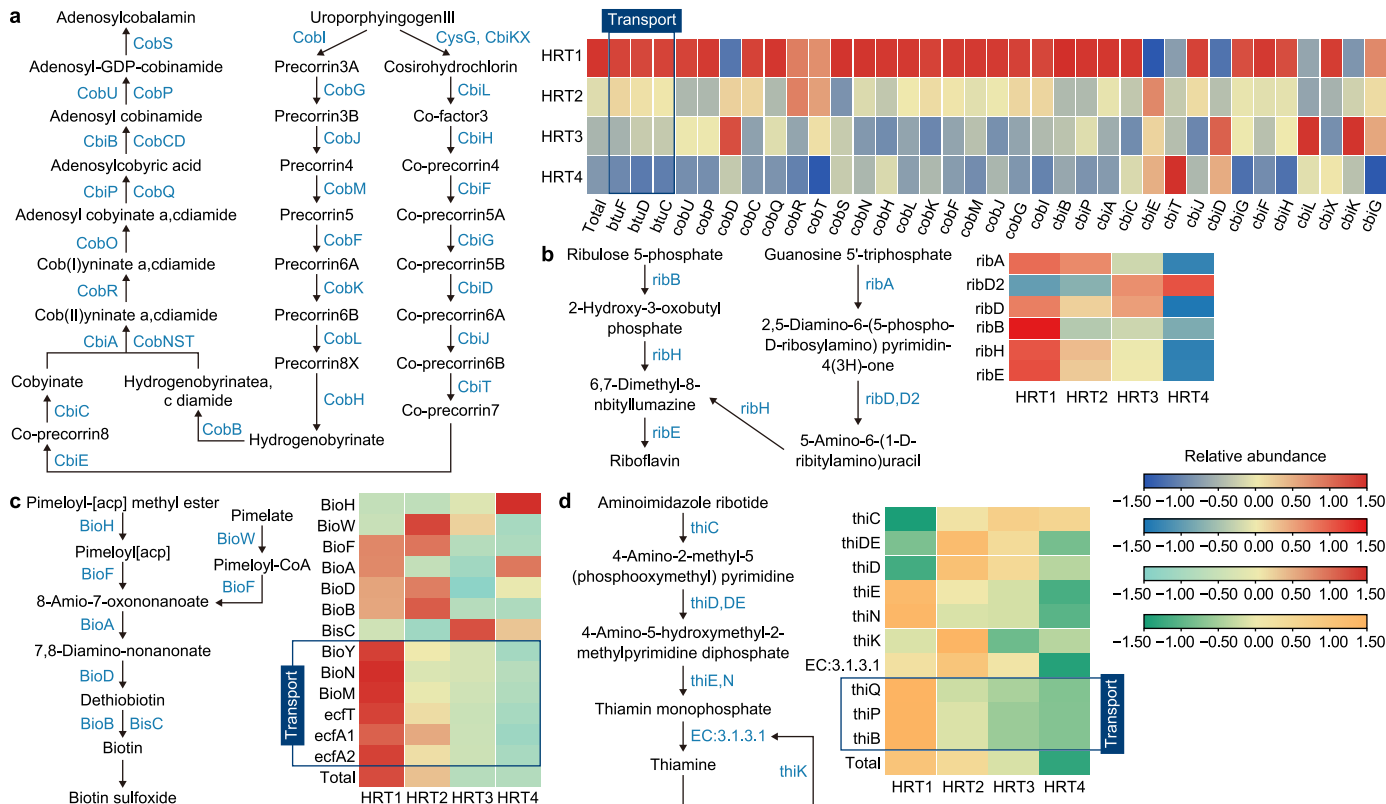 a
Adenosylcobalamin
CobS
Adenosyl-GDP-cobinamide
CobU CobP
Adenosyl cobinamide
CbiB CobCD
Adenosylcobyric acid
CbiP CobQ
Adenosyl cobyinate a,cdiamide
CobO
Cob(I)yninate a,cdiamide
CobR
Cob(II)yninate a,cdiamide
CbiA CobNST
Cobyinate
CbiC
Co-precorrin8
CbiE
Hydrogenobyrinatea,
c diamide
CobB
Hydrogenobyrinate
Uroporphyingogen III
CobI
CysG, CbiKX
Precorrin3A
CobG
Precorrin3B
CobJ
Precorrin4
CobM
Precorrin5
CobF
Precorrin6A
CobK
Precorrin6B
CobL
Precorrin8X
CobH
Cosirohydrochlorin
CbiL
Co-factor3
CbiH
Co-precorrin4
CbiF
Co-precorrin5A
CbiG
Co-precorrin5B
CbiD
Co-precorrin6A
CbiJ
Co-precorrin6B
CbiT
Co-precorrin7
Transport
HRT1
HRT2
HRT3
HRT4
Total btuF btuD btuC cobU cobP cobD cobC cobQ cobR cobT cobS cobN cobH cobL cobK cobF cobM cobJ cobG cobI cbiB cbiP cbiA cbiC cbiE cbiT cbiJ cbiD cbiG cbiF cbiH cbiL cbiX cbiK cbiG
b
Ribulose 5-phosphate
ribB
2-Hydroxy-3-oxobutyl
phosphate
ribH
6,7-Dimethyl-8-
nbityllumazine
ribE
Riboflavin
Guanosine 5'-triphosphate
ribA
2,5-Diamino-6-(5-phospho-
D-ribosylamino) pyrimidin-
4(3H)-one
ribD,D2
ribH
5-Amino-6-(1-D-
ribitylamino)uracil
ribA
ribD2
ribD
ribB
ribH
ribE
HRT1 HRT2 HRT3 HRT4
c
Pimeloyl-[acp] methyl ester
BioH
Pimeloyl[acp]
BioF
8-Amio-7-oxononanoate
BioA
7,8-Diamino-nonanonate
BioD
Dethiobiotin
BioB BisC
Biotin
Biotin sulfoxide
Pimelate
BioW
Pimeloyl-CoA
BioF
BioH
BioW
BioF
BioA
BioD
BioB
BisC
BioY
BioN
BioM
ecfT
ecfA1
ecfA2
Total
Transport
HRT1 HRT2 HRT3 HRT4
d
Aminoimidazole ribotide
thiC
4-Amino-2-methyl-5
(phosphooxymethyl) pyrimidine
thiD,DE
4-Amino-5-hydroxymethyl-2-
methylpyrimidine diphosphate
thiE,N
Thiamin monophosphate
EC:3.1.3.1
Thiamine
thiK
thiC
thiDE
thiD
thiE
thiN
thiK
EC:3.1.3.1
thiQ
thiP
thiB
Total
Transport
HRT1 HRT2 HRT3 HRT4
Relative abundance
−1.50 −1.00 −0.50 0.00 0.50 1.00 1.50
−1.50 −1.00 −0.50 0.00 0.50 1.00 1.50
−1.50 −1.00 −0.50 0.00 0.50 1.00 1.50
−1.50 −1.00 −0.50 0.00 0.50 1.00 1.50